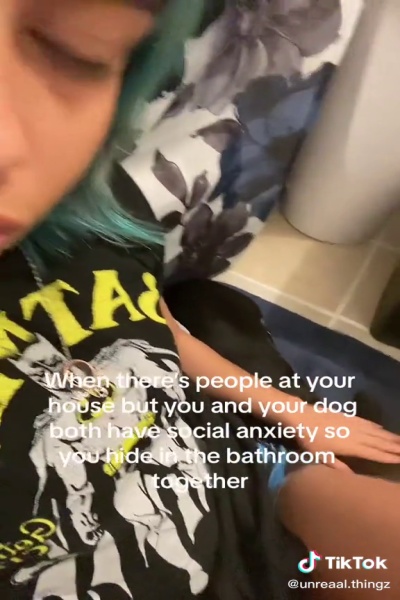 When there's people at your
house but you and your dog
both have social anxiety so
you hide in the bathroom
together
TikTok
@unreaal.thingz